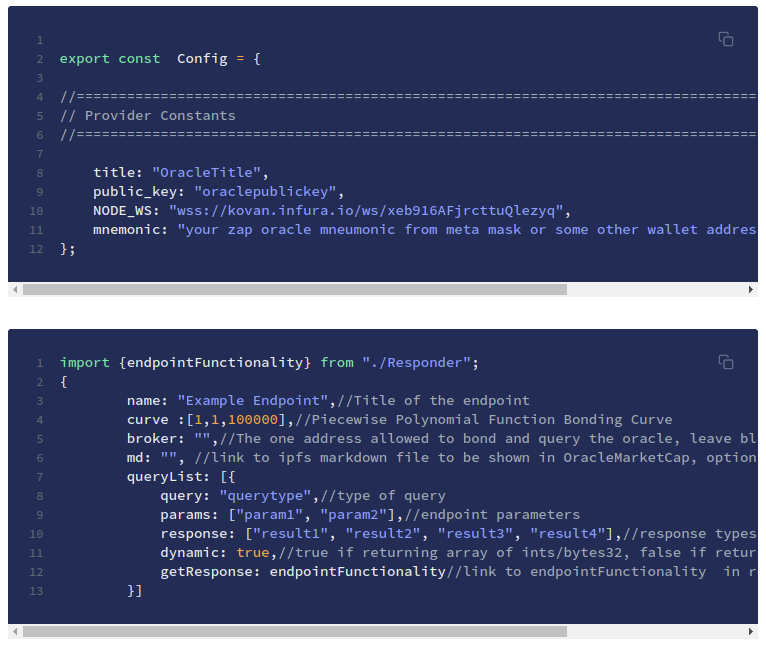 1
2 export const  Config = {
3
4 //=================================================================================
5 // Provider Constants
6 //=================================================================================
7
8     title: "OracleTitle",
9     public_key: "oraclepublickey",
10     NODE_WS: "wss://kovan.infura.io/ws/xeb916AFjrcttuQlezyq",
11     mnemonic: "your zap oracle mneumonic from meta mask or some other wallet addres
12 };
1 import {endpointFunctionality} from "./Responder";
2 {
3         name: "Example Endpoint",//Title of the endpoint
4         curve :[1,1,100000],//Piecewise Polynomial Function Bonding Curve
5         broker: "",//The one address allowed to bond and query the oracle, leave bl
6         md: "", //link to ipfs markdown file to be shown in OracleMarketCap, option
7         queryList: [{
8             query: "querytype",//type of query
9             params: ["param1", "param2"],//endpoint parameters
10             response: ["result1", "result2", "result3", "result4"],//response types
11             dynamic: true,//true if returning array of ints/bytes32, false if retur
12             getResponse: endpointFunctionality//link to endpointFunctionality  in r
13         }]